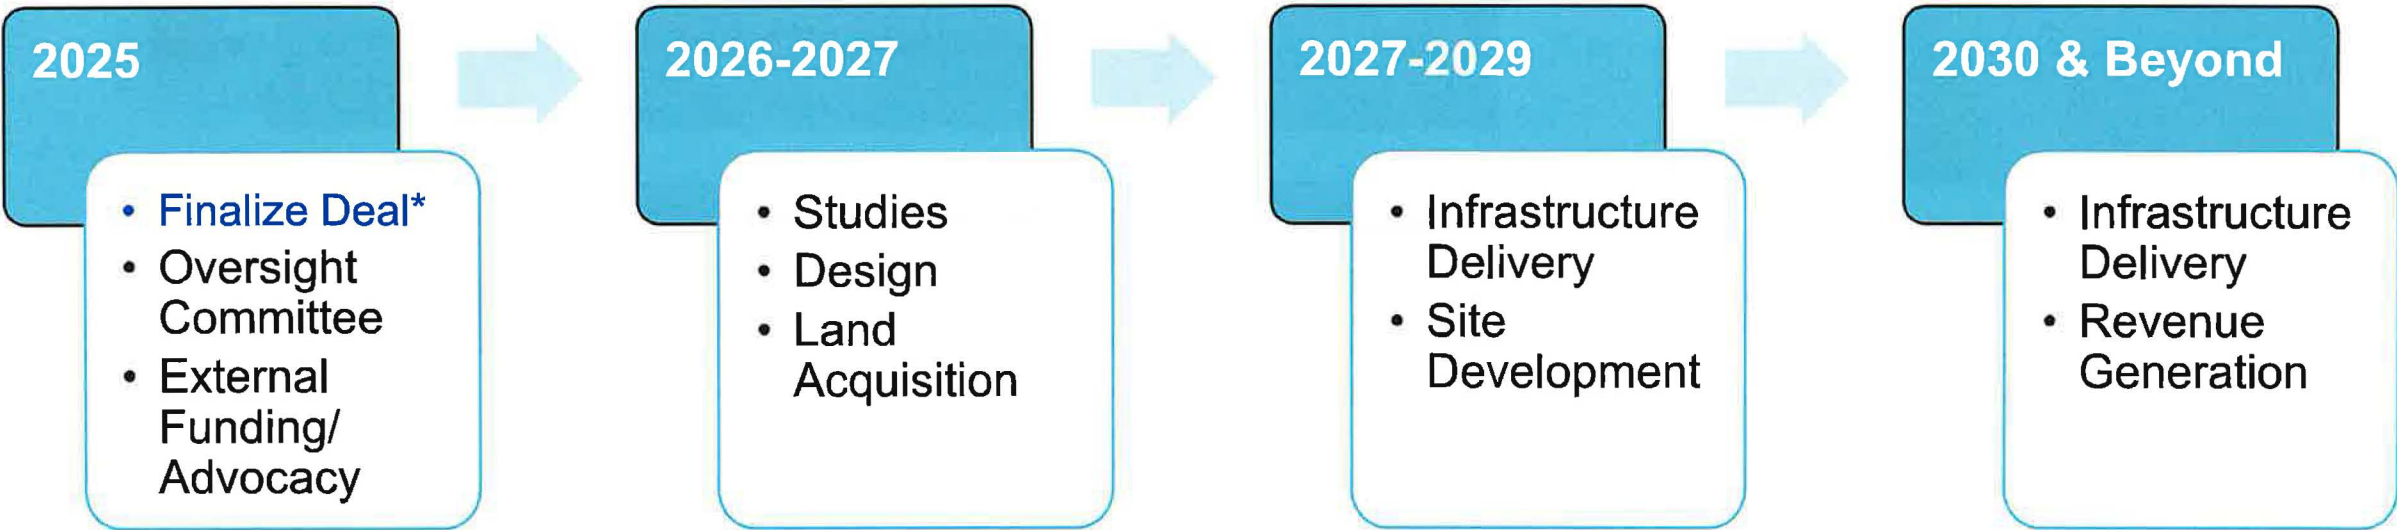 2025
• Finalize Deal*
• Oversight
Committee
• External
Funding/
Advocacy
2026-2027
• Studies
• Design
• Land
Acquisition
2027-2029
• Infrastructure
Delivery
• Site
Development
2030 & Beyond
• Infrastructure
Delivery
• Revenue
Generation